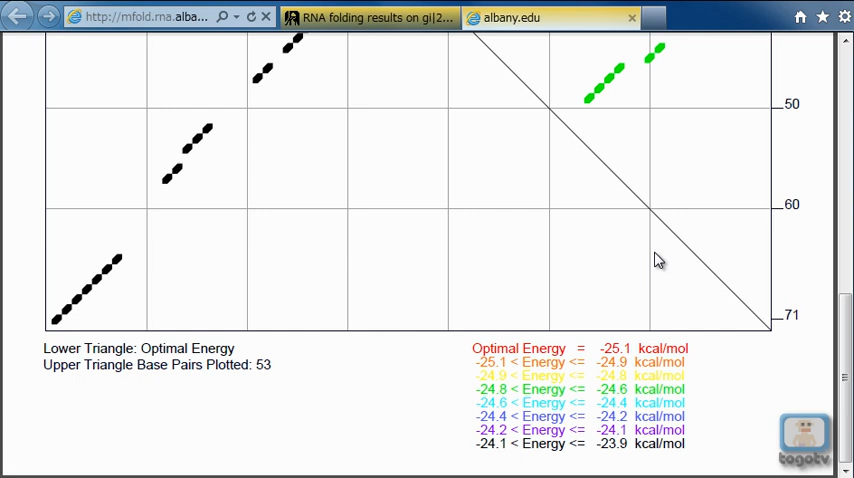 http://mfold.rna.alba...
RNA folding results on gi|2...
albany.edu
50
60
71
Lower Triangle: Optimal Energy
Upper Triangle Base Pairs Plotted: 53
Optimal Energy = -25.1 kcal/mol
-25.1 < Energy <= -24.9 kcal/mol
-24.9 < Energy <= -24.8 kcal/mol
-24.8 < Energy <= -24.6 kcal/mol
-24.6 < Energy <= -24.4 kcal/mol
-24.4 < Energy <= -24.2 kcal/mol
-24.2 < Energy <= -24.1 kcal/mol
-24.1 < Energy <= -23.9 kcal/mol
togotv